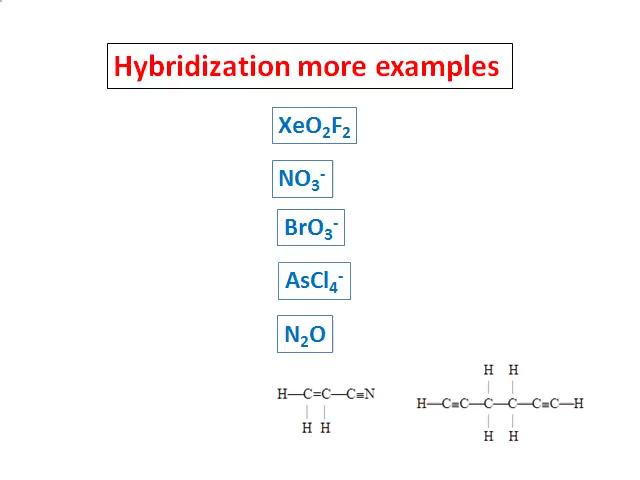 Hybridization more examples
XeO₂F₂
NO₃⁻
BrO₃⁻
AsCl₄⁻
N₂O
H—C=C—C≡N
H H
H H
H—C≡C—C—C—C≡C—H
H H